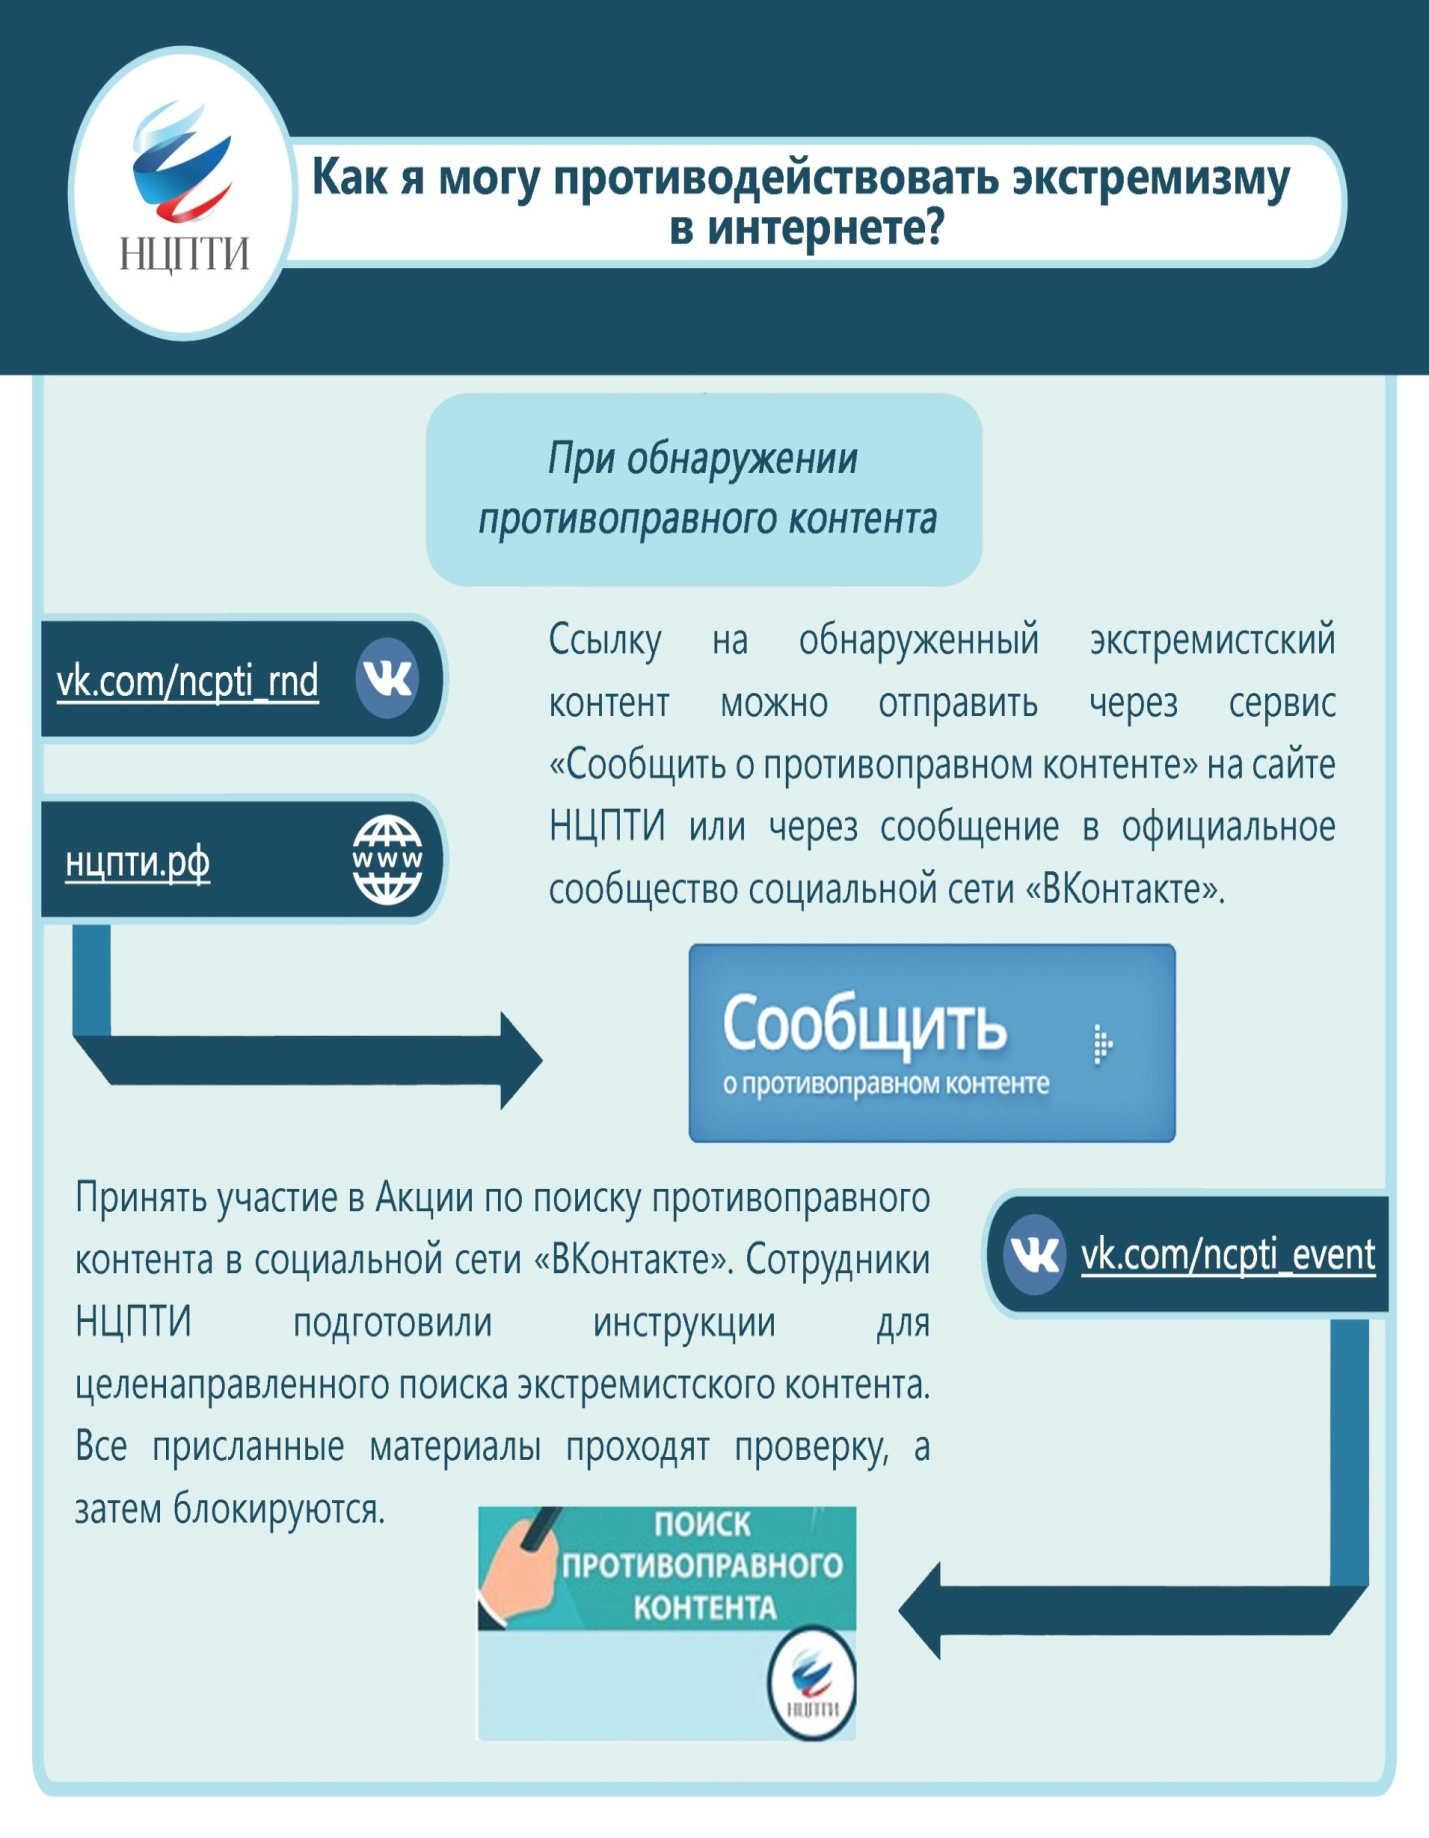 НЦПТИ
Как я могу противодействовать экстремизму
в интернете?
При обнаружении
противоправного контента
vk.com/ncpti_rnd
нцпти.рф
WWW
Ссылку на обнаруженный экстремистский
контент можно отправить через сервис
«Сообщить о противоправном контенте» на сайте
НЦПТИ или через сообщение в официальное
сообщество социальной сети «ВКонтакте».
Сообщить
о противоправном контенте
Принять участие в Акции по поиску противоправного
контента в социальной сети «ВКонтакте». Сотрудники
НЦПТИ подготовили инструкции для
целенаправленного поиска экстремистского контента.
Все присланные материалы проходят проверку, а
затем блокируются.
vk.com/ncpti_event
ПОИСК
ПРОТИВОПРАВНОГО
КОНТЕНТА
НЦПТИ